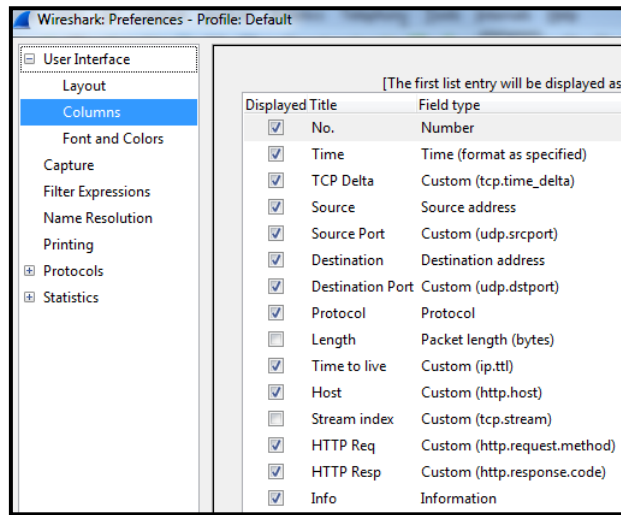 Wireshark: Preferences - Profile: Default
User Interface
Layout
Columns
Font and Colors
Capture
Filter Expressions
Name Resolution
Printing
Protocols
Statistics
[The first list entry will be displayed as
Displayed Title Field type
No. Number
Time Time (format as specified)
TCP Delta Custom (tcp.time_delta)
Source Source address
Source Port Custom (udp.srcport)
Destination Destination address
Destination Port Custom (udp.dstport)
Protocol Protocol
Length Packet length (bytes)
Time to live Custom (ip.ttl)
Host Custom (http.host)
Stream index Custom (tcp.stream)
HTTP Req Custom (http.request.method)
HTTP Resp Custom (http.response.code)
Info Information